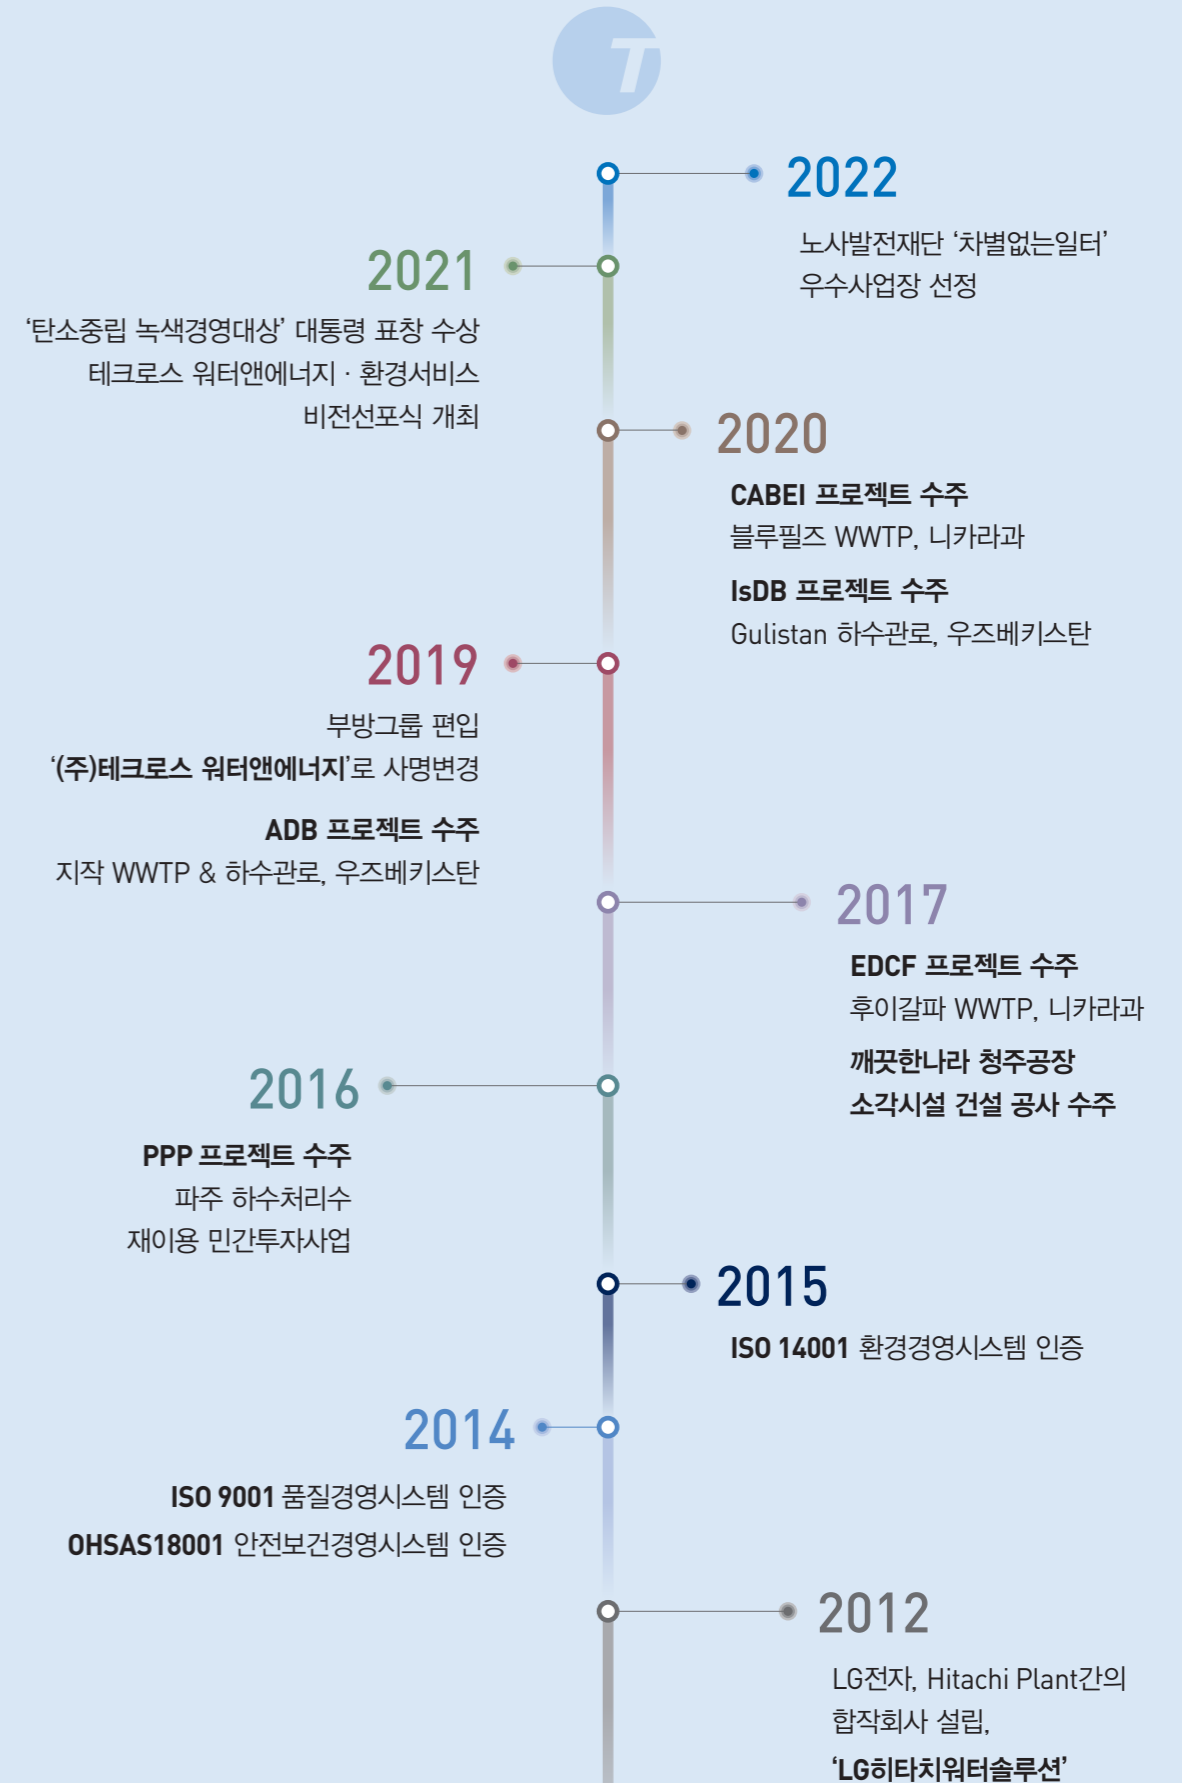 T
2022
노사발전재단 ‘차별없는일터’
우수사업장 선정
2021
‘탄소중립 녹색경영대상’ 대통령 표창 수상
테크로스 워터앤에너지 · 환경서비스
비전선포식 개최
2020
CABEI 프로젝트 수주
블루필즈 WWTP, 니카라과
IsDB 프로젝트 수주
Gulistan 하수관로, 우즈베키스탄
2019
부방그룹 편입
‘(주)테크로스 워터앤에너지’로 사명변경
ADB 프로젝트 수주
지작 WWTP & 하수관로, 우즈베키스탄
2017
EDCF 프로젝트 수주
후이갈파 WWTP, 니카라과
깨끗한나라 청주공장
소각시설 건설 공사 수주
2016
PPP 프로젝트 수주
파주 하수처리수
재이용 민간투자사업
2015
ISO 14001 환경경영시스템 인증
2014
ISO 9001 품질경영시스템 인증
OHSAS18001 안전보건경영시스템 인증
2012
LG전자, Hitachi Plant간의
합작회사 설립,
‘LG히타치워터솔루션’